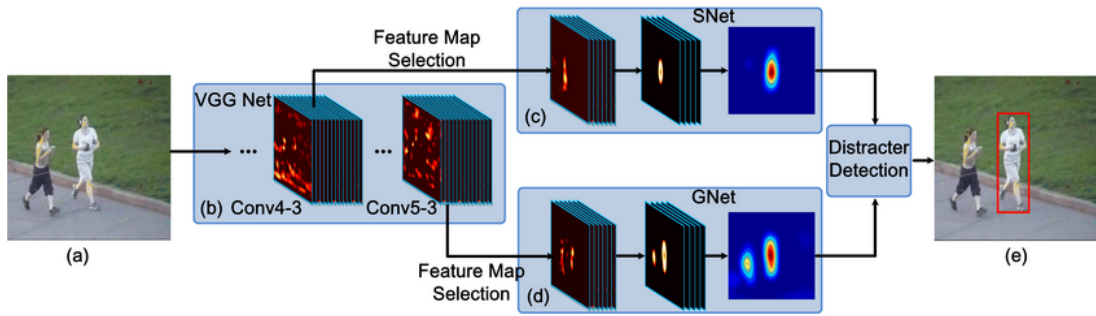 SNet
Feature Map
Selection
(c)
VGG Net
...
...
(b)
Conv4-3
Conv5-3
(a)
Distracter
Detection
(e)
GNet
Feature Map
Selection
(d)